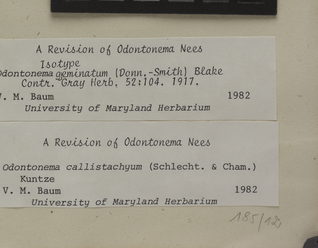 A Revision of Odontonema Nees
Isotype
Odontonema geminatum (Donn.-Smith) Blake
Contr. Gray Herb. 52:104. 1917.
V. M. Baum 1982
University of Maryland Herbarium
A Revision of Odontonema Nees
Odontonema callistachyum (Schlecht. & Cham.)
Kuntze
V. M. Baum 1982
University of Maryland Herbarium